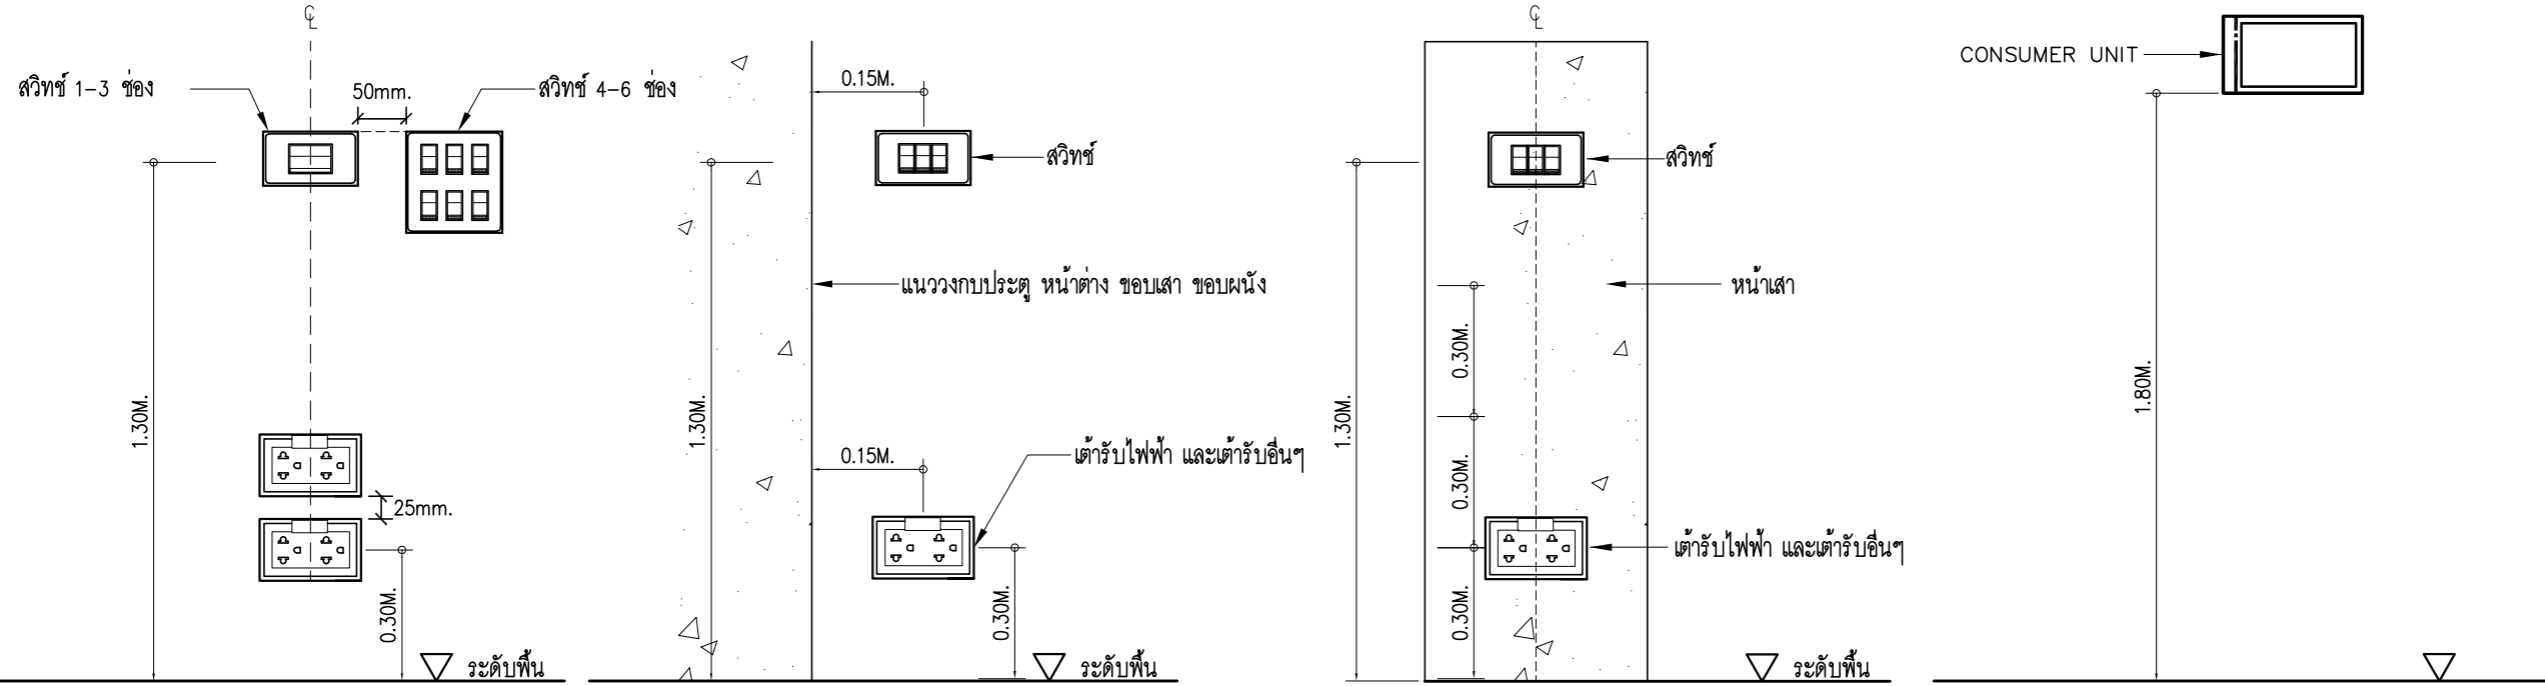 ℄
สวิทช์ 1-3 ช่อง
50mm.
สวิทช์ 4-6 ช่อง
1.30M.
25mm.
0.30M.
ระดับพื้น
0.15M.
สวิทช์
แนววงกบประตู หน้าต่าง ขอบเสา ขอบผนัง
1.30M.
0.15M.
เต้ารับไฟฟ้า และเต้ารับอื่นๆ
0.30M.
ระดับพื้น
℄
สวิทช์
หน้าเสา
0.30M.
1.30M.
0.30M.
เต้ารับไฟฟ้า และเต้ารับอื่นๆ
0.30M.
ระดับพื้น
CONSUMER UNIT
1.80M.